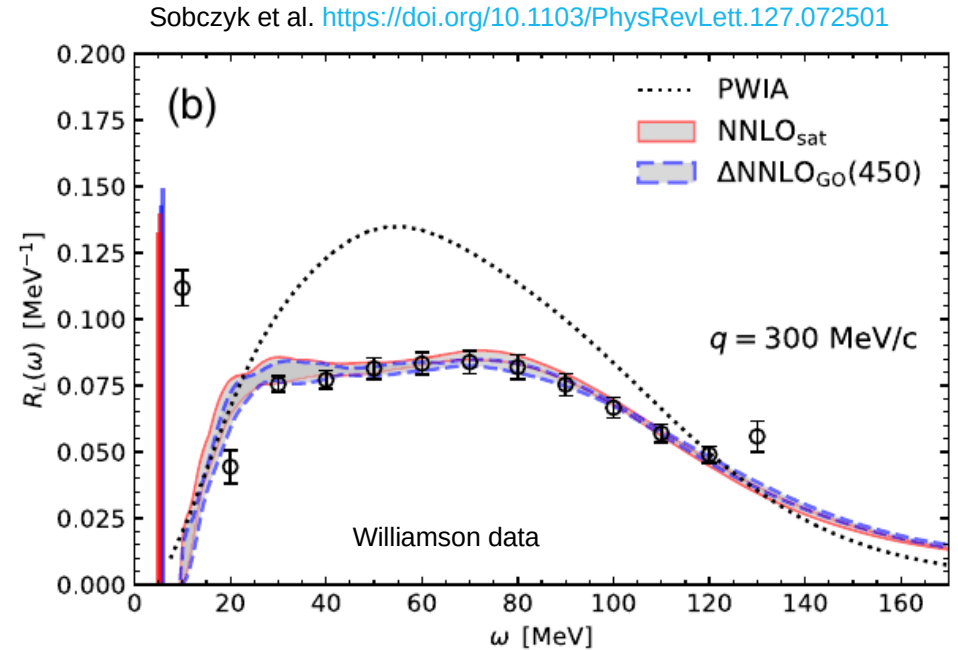 Sobczyk et al. https://doi.org/10.1103/PhysRevLett.127.072501
(b)
PWIA
NNLO_sat
ΔNNLO_GO(450)
q = 300 MeV/c
Williamson data
R_L(ω) [MeV⁻¹]
0.200
0.175
0.150
0.125
0.100
0.075
0.050
0.025
0.000
0 20 40 60 80 100 120 140 160
ω [MeV]